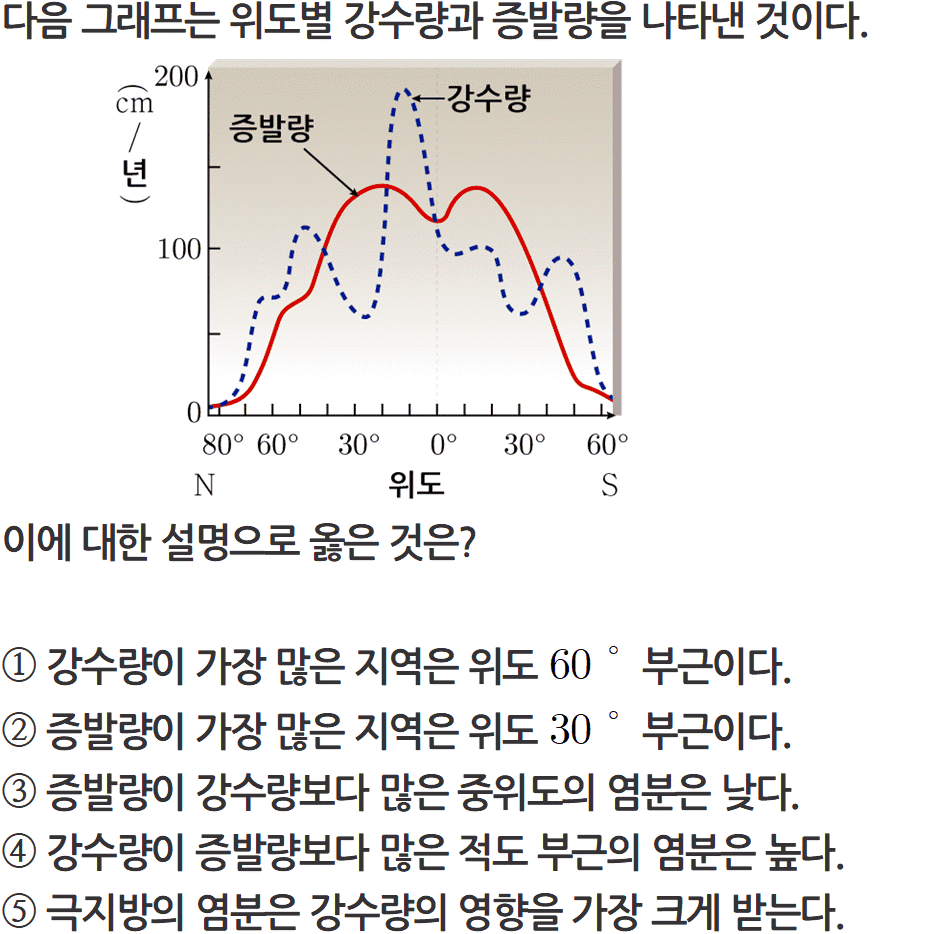 다음 그래프는 위도별 강수량과 증발량을 나타낸 것이다.
200
(cm/년)
강수량
증발량
100
0
80° 60° 30° 0° 30° 60°
N 위도 S
이에 대한 설명으로 옳은 것은?
① 강수량이 가장 많은 지역은 위도 60° 부근이다.
② 증발량이 가장 많은 지역은 위도 30° 부근이다.
③ 증발량이 강수량보다 많은 중위도의 염분은 낮다.
④ 강수량이 증발량보다 많은 적도 부근의 염분은 높다.
⑤ 극지방의 염분은 강수량의 영향을 가장 크게 받는다.